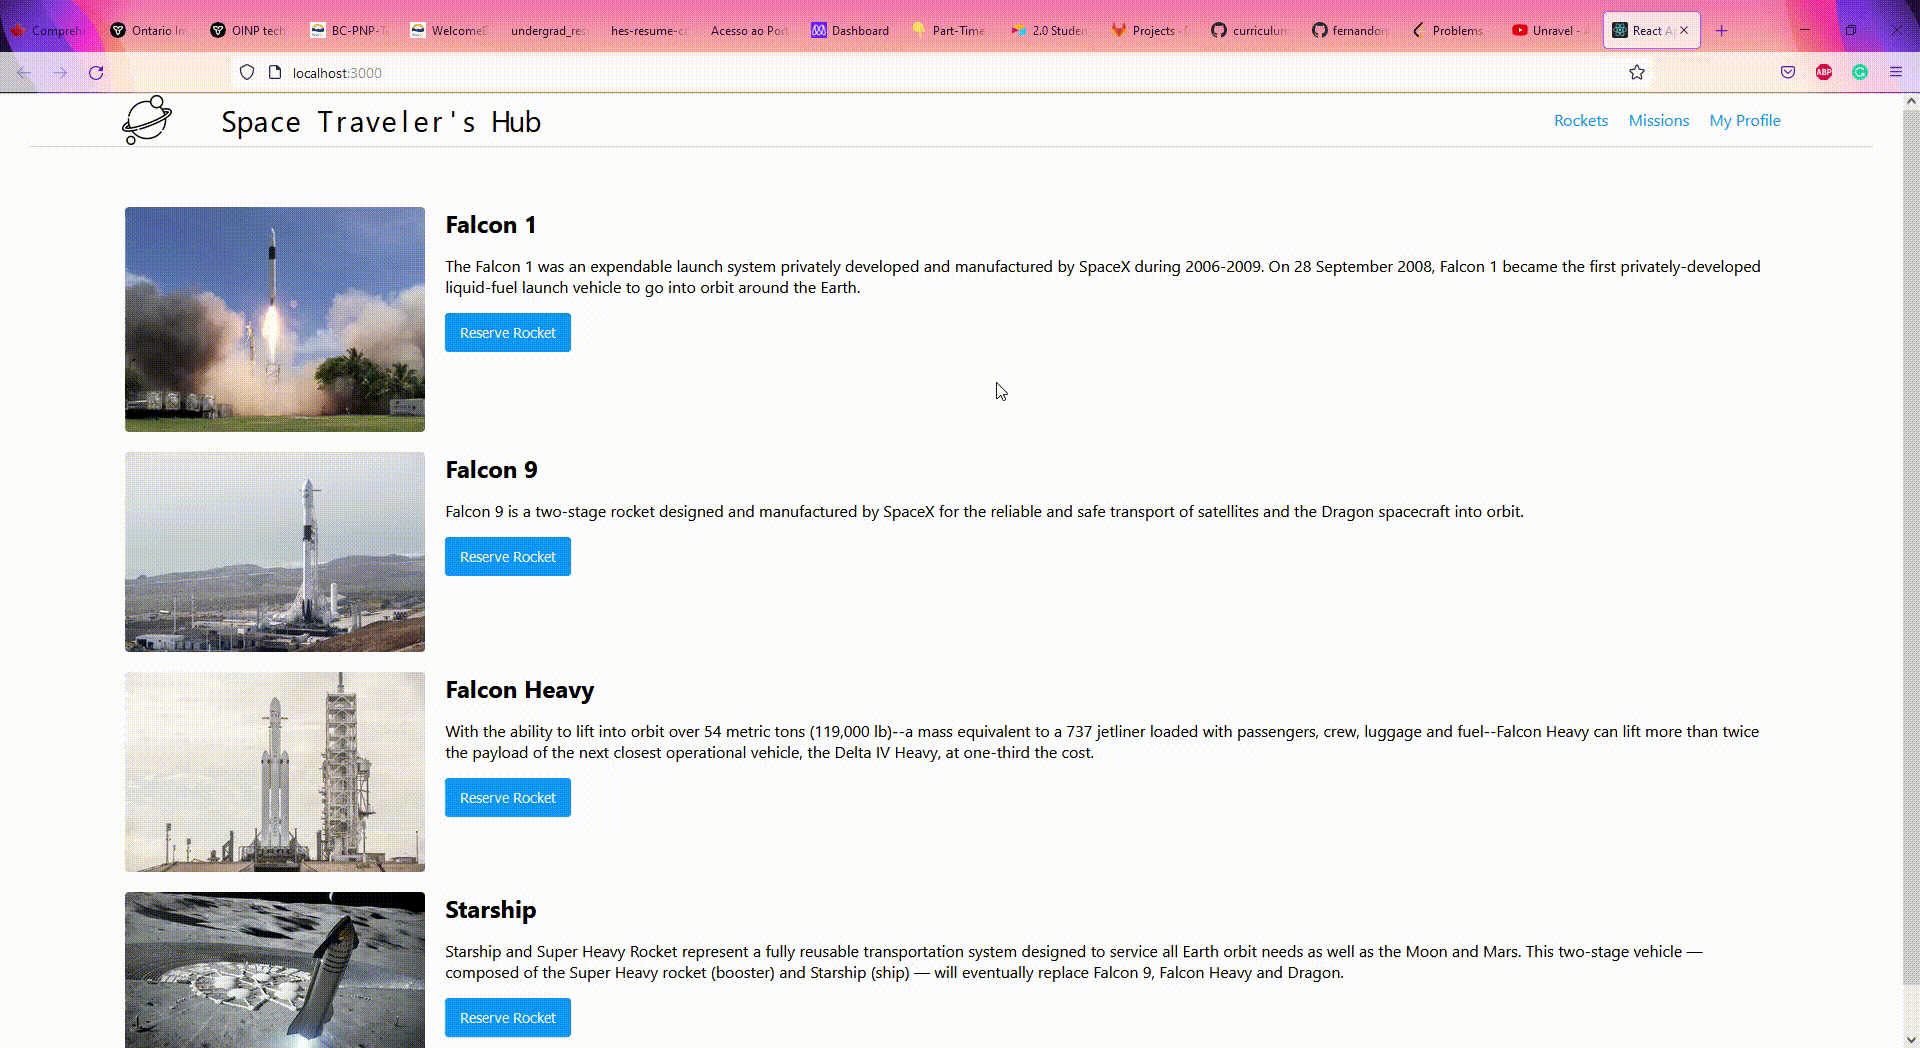 Compreh
Ontario In
OINP tech
BC-PNP-T
WelcomeB
undergrad_res
hes-resume-c
Acesso ao Port
Dashboard
Part-Time
2.0 Studen
Projects ·
curriculum
fernandor
Problems -
Unravel - A
React Ap
localhost:3000
ABP
Space Traveler's Hub
Rockets Missions My Profile
Falcon 1
The Falcon 1 was an expendable launch system privately developed and manufactured by SpaceX during 2006-2009. On 28 September 2008, Falcon 1 became the first privately-developed
liquid-fuel launch vehicle to go into orbit around the Earth.
Reserve Rocket
Falcon 9
Falcon 9 is a two-stage rocket designed and manufactured by SpaceX for the reliable and safe transport of satellites and the Dragon spacecraft into orbit.
Reserve Rocket
Falcon Heavy
With the ability to lift into orbit over 54 metric tons (119,000 lb)--a mass equivalent to a 737 jetliner loaded with passengers, crew, luggage and fuel--Falcon Heavy can lift more than twice
the payload of the next closest operational vehicle, the Delta IV Heavy, at one-third the cost.
Reserve Rocket
Starship
Starship and Super Heavy Rocket represent a fully reusable transportation system designed to service all Earth orbit needs as well as the Moon and Mars. This two-stage vehicle —
composed of the Super Heavy rocket (booster) and Starship (ship) — will eventually replace Falcon 9, Falcon Heavy and Dragon.
Reserve Rocket